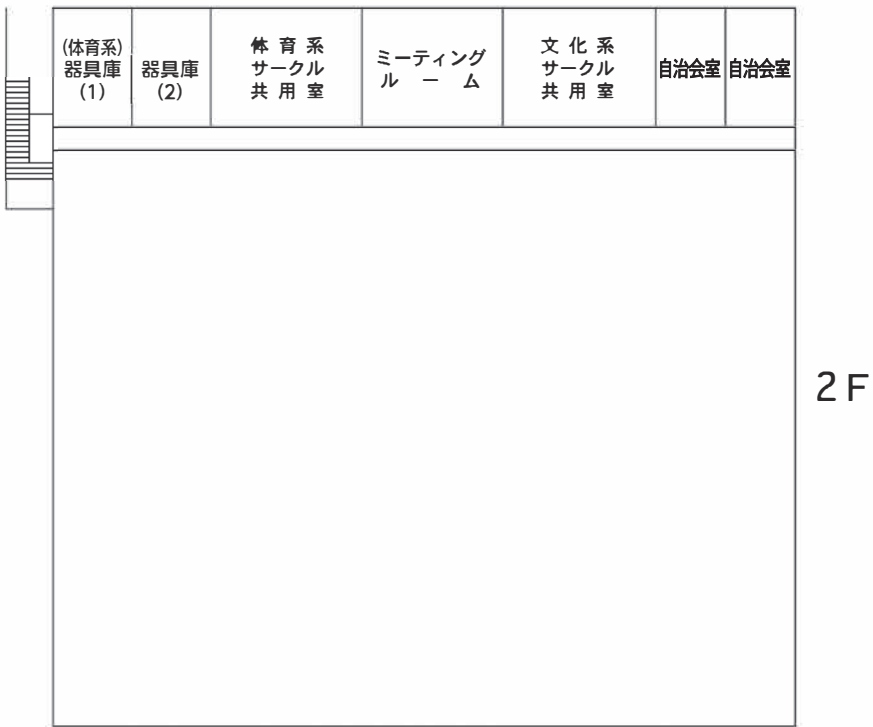 (体育系)
器具庫
(1)
器具庫
(2)
体育系
サークル
共用室
ミーティング
ルーム
文化系
サークル
共用室
自治会室
自治会室
2F